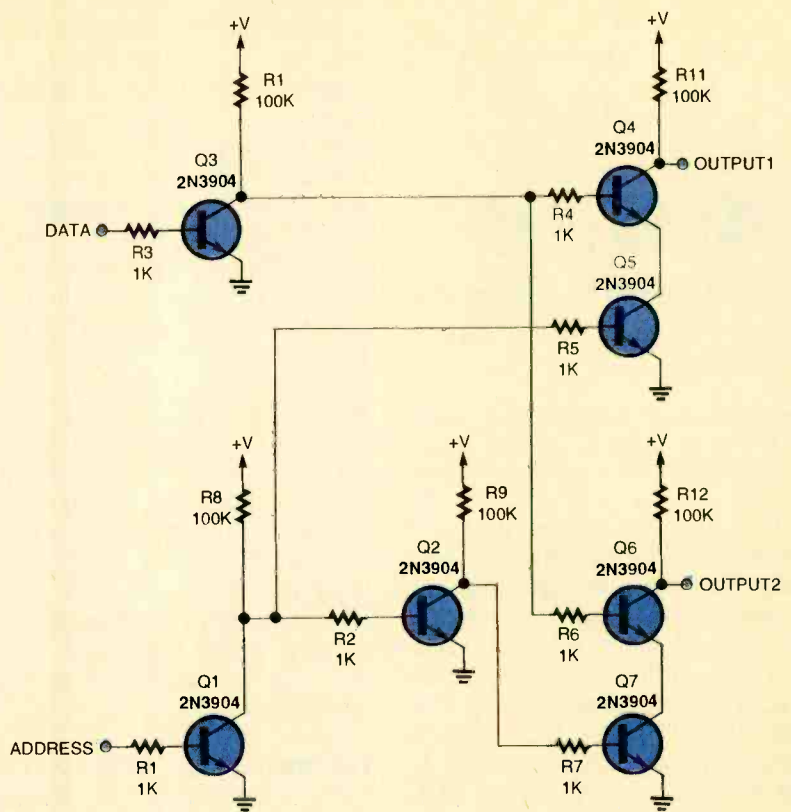 +V
R1
100K
Q3
2N3904
DATA
R3
1K
+V
R11
100K
Q4
2N3904
OUTPUT1
R4
1K
Q5
2N3904
R5
1K
+V
R8
100K
+V
R9
100K
Q2
2N3904
R2
1K
+V
R12
100K
Q6
2N3904
OUTPUT2
R6
1K
Q1
2N3904
ADDRESS
R1
1K
Q7
2N3904
R7
1K